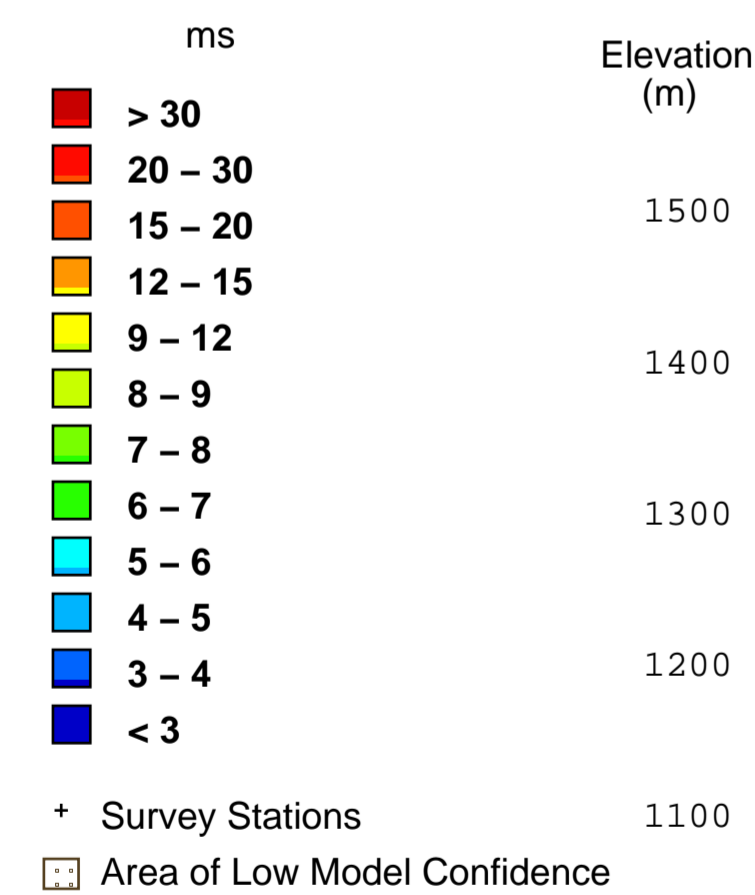 ms
> 30
20 – 30
15 – 20
12 – 15
9 – 12
8 – 9
7 – 8
6 – 7
5 – 6
4 – 5
3 – 4
< 3
+ Survey Stations
Area of Low Model Confidence
Elevation
(m)
1500
1400
1300
1200
1100